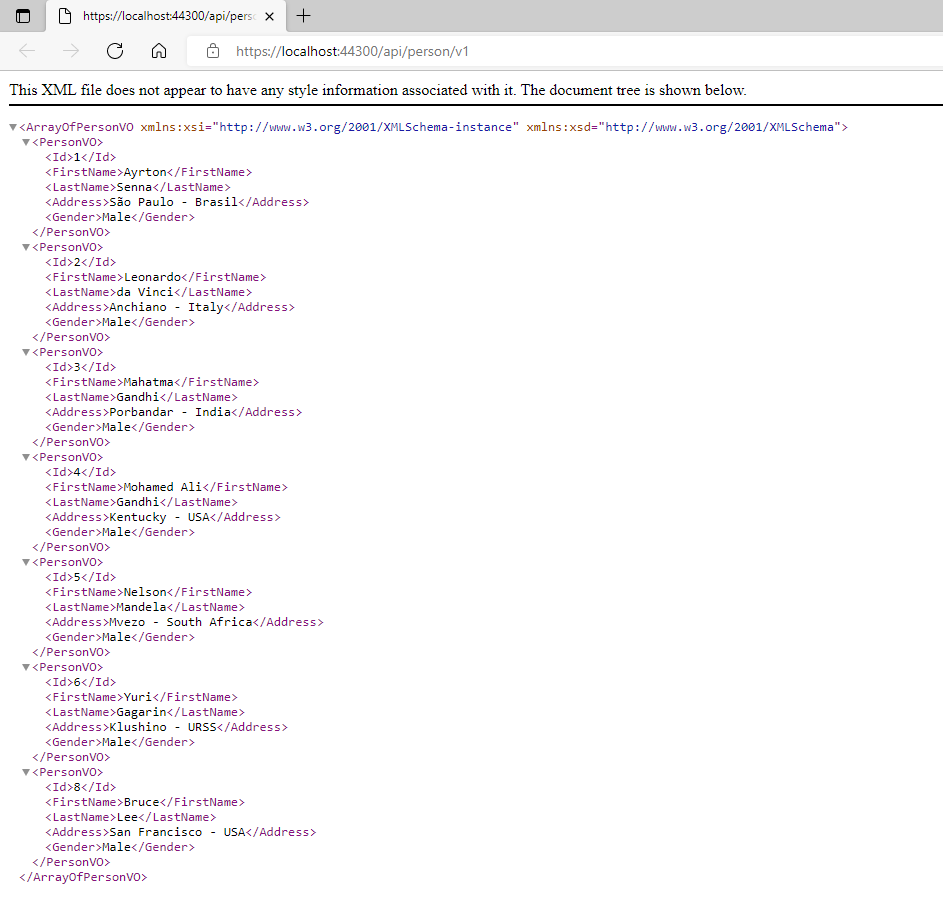 https://localhost:44300/api/pers
https://localhost:44300/api/person/v1
This XML file does not appear to have any style information associated with it. The document tree is shown below.
▼<ArrayOfPersonVO xmlns:xsi="http://www.w3.org/2001/XMLSchema-instance" xmlns:xsd="http://www.w3.org/2001/XMLSchema">
▼<PersonVO>
<Id>1</Id>
<FirstName>Ayrton</FirstName>
<LastName>Senna</LastName>
<Address>São Paulo - Brasil</Address>
<Gender>Male</Gender>
</PersonVO>
▼<PersonVO>
<Id>2</Id>
<FirstName>Leonardo</FirstName>
<LastName>da Vinci</LastName>
<Address>Anchiano - Italy</Address>
<Gender>Male</Gender>
</PersonVO>
▼<PersonVO>
<Id>3</Id>
<FirstName>Mahatma</FirstName>
<LastName>Gandhi</LastName>
<Address>Porbandar - India</Address>
<Gender>Male</Gender>
</PersonVO>
▼<PersonVO>
<Id>4</Id>
<FirstName>Mohamed Ali</FirstName>
<LastName>Gandhi</LastName>
<Address>Kentucky - USA</Address>
<Gender>Male</Gender>
</PersonVO>
▼<PersonVO>
<Id>5</Id>
<FirstName>Nelson</FirstName>
<LastName>Mandela</LastName>
<Address>Mvezo - South Africa</Address>
<Gender>Male</Gender>
</PersonVO>
▼<PersonVO>
<Id>6</Id>
<FirstName>Yuri</FirstName>
<LastName>Gagarin</LastName>
<Address>Klushino - URSS</Address>
<Gender>Male</Gender>
</PersonVO>
▼<PersonVO>
<Id>8</Id>
<FirstName>Bruce</FirstName>
<LastName>Lee</LastName>
<Address>San Francisco - USA</Address>
<Gender>Male</Gender>
</PersonVO>
</ArrayOfPersonVO>